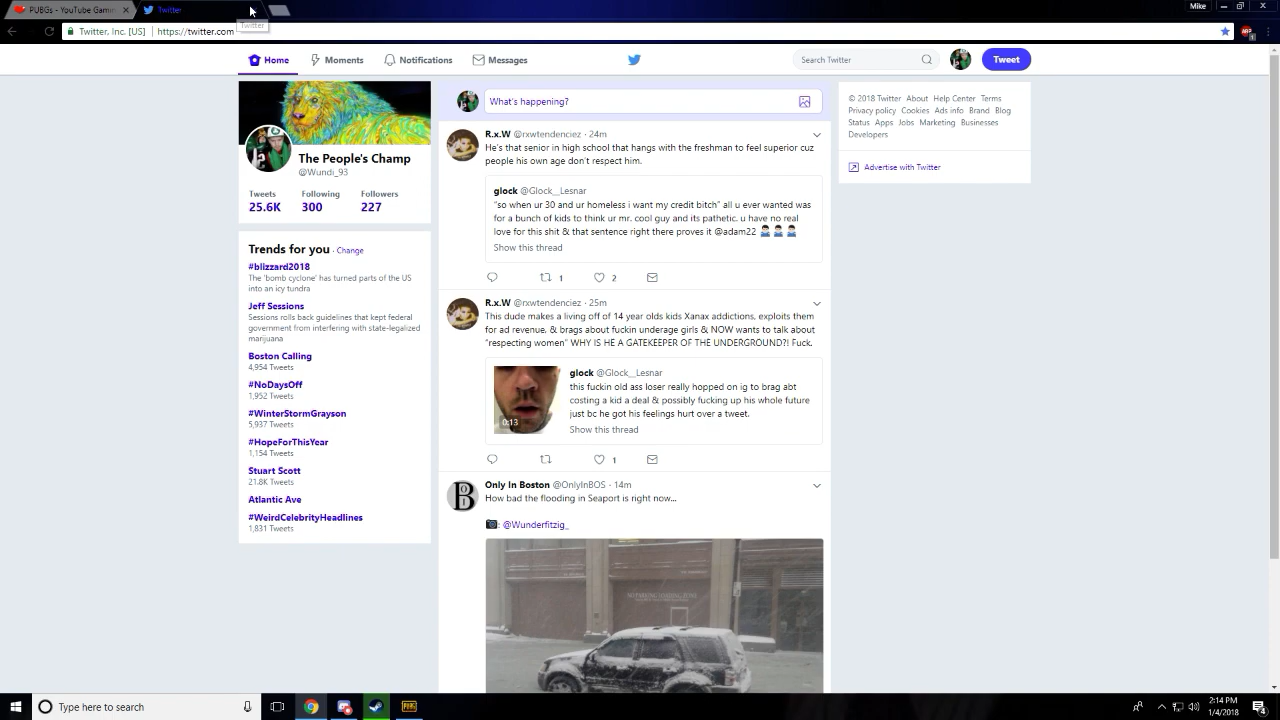 PUBGs - YouTube Gamin
Twitter
Mike
Twitter
Twitter, Inc. [US] https://twitter.com
Home
Moments
Notifications
Messages
Search Twitter
Tweet
The People's Champ
@Wundi_93
Tweets Following Followers
25.6K 300 227
Trends for you · Change
#blizzard2018
The 'bomb cyclone' has turned parts of the US
into an icy tundra
Jeff Sessions
Sessions rolls back guidelines that kept federal
government from interfering with state-legalized
marijuana
Boston Calling
4,954 Tweets
#NoDaysOff
1,952 Tweets
#WinterStormGrayson
5,937 Tweets
#HopeForThisYear
1,154 Tweets
Stuart Scott
21.8K Tweets
Atlantic Ave
#WeirdCelebrityHeadlines
1,831 Tweets
What's happening?
R.x.W @rxwtendenciez · 24m
He's that senior in high school that hangs with the freshman to feel superior cuz
people his own age don't respect him.
glock @Glock__Lesnar
"so when ur 30 and ur homeless i want my credit bitch" all u ever wanted was
for a bunch of kids to think ur mr. cool guy and its pathetic. u have no real
love for this shit & that sentence right there proves it @adam22
Show this thread
1 2
R.x.W @rxwtendenciez · 25m
This dude makes a living off of 14 year olds kids Xanax addictions, exploits them
for ad revenue, & brags about fuckin underage girls & NOW wants to talk about
"respecting women" WHY IS HE A GATEKEEPER OF THE UNDERGROUND?! Fuck.
glock @Glock__Lesnar
this fuckin old ass loser really hopped on ig to brag abt
costing a kid a deal & possibly fucking up his whole future
just bc he got his feelings hurt over a tweet.
0:13
Show this thread
1
Only In Boston @OnlyInBOS · 14m
How bad the flooding in Seaport is right now...
: @Wunderfitzig_
© 2018 Twitter About Help Center Terms
Privacy policy Cookies Ads info Brand Blog
Status Apps Jobs Marketing Businesses
Developers
Advertise with Twitter
Type here to search
2:14 PM
1/4/2018